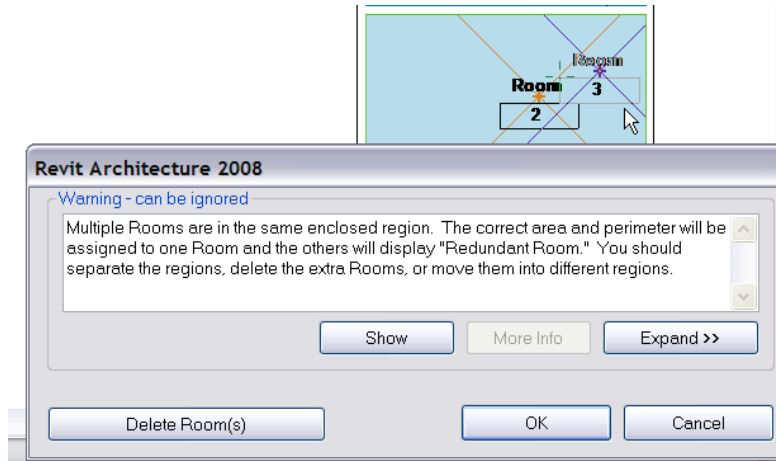 Room
Room
3
2
Revit Architecture 2008
Warning - can be ignored
Multiple Rooms are in the same enclosed region. The correct area and perimeter will be
assigned to one Room and the others will display "Redundant Room." You should
separate the regions, delete the extra Rooms, or move them into different regions.
Show More Info Expand >>
Delete Room(s) OK Cancel